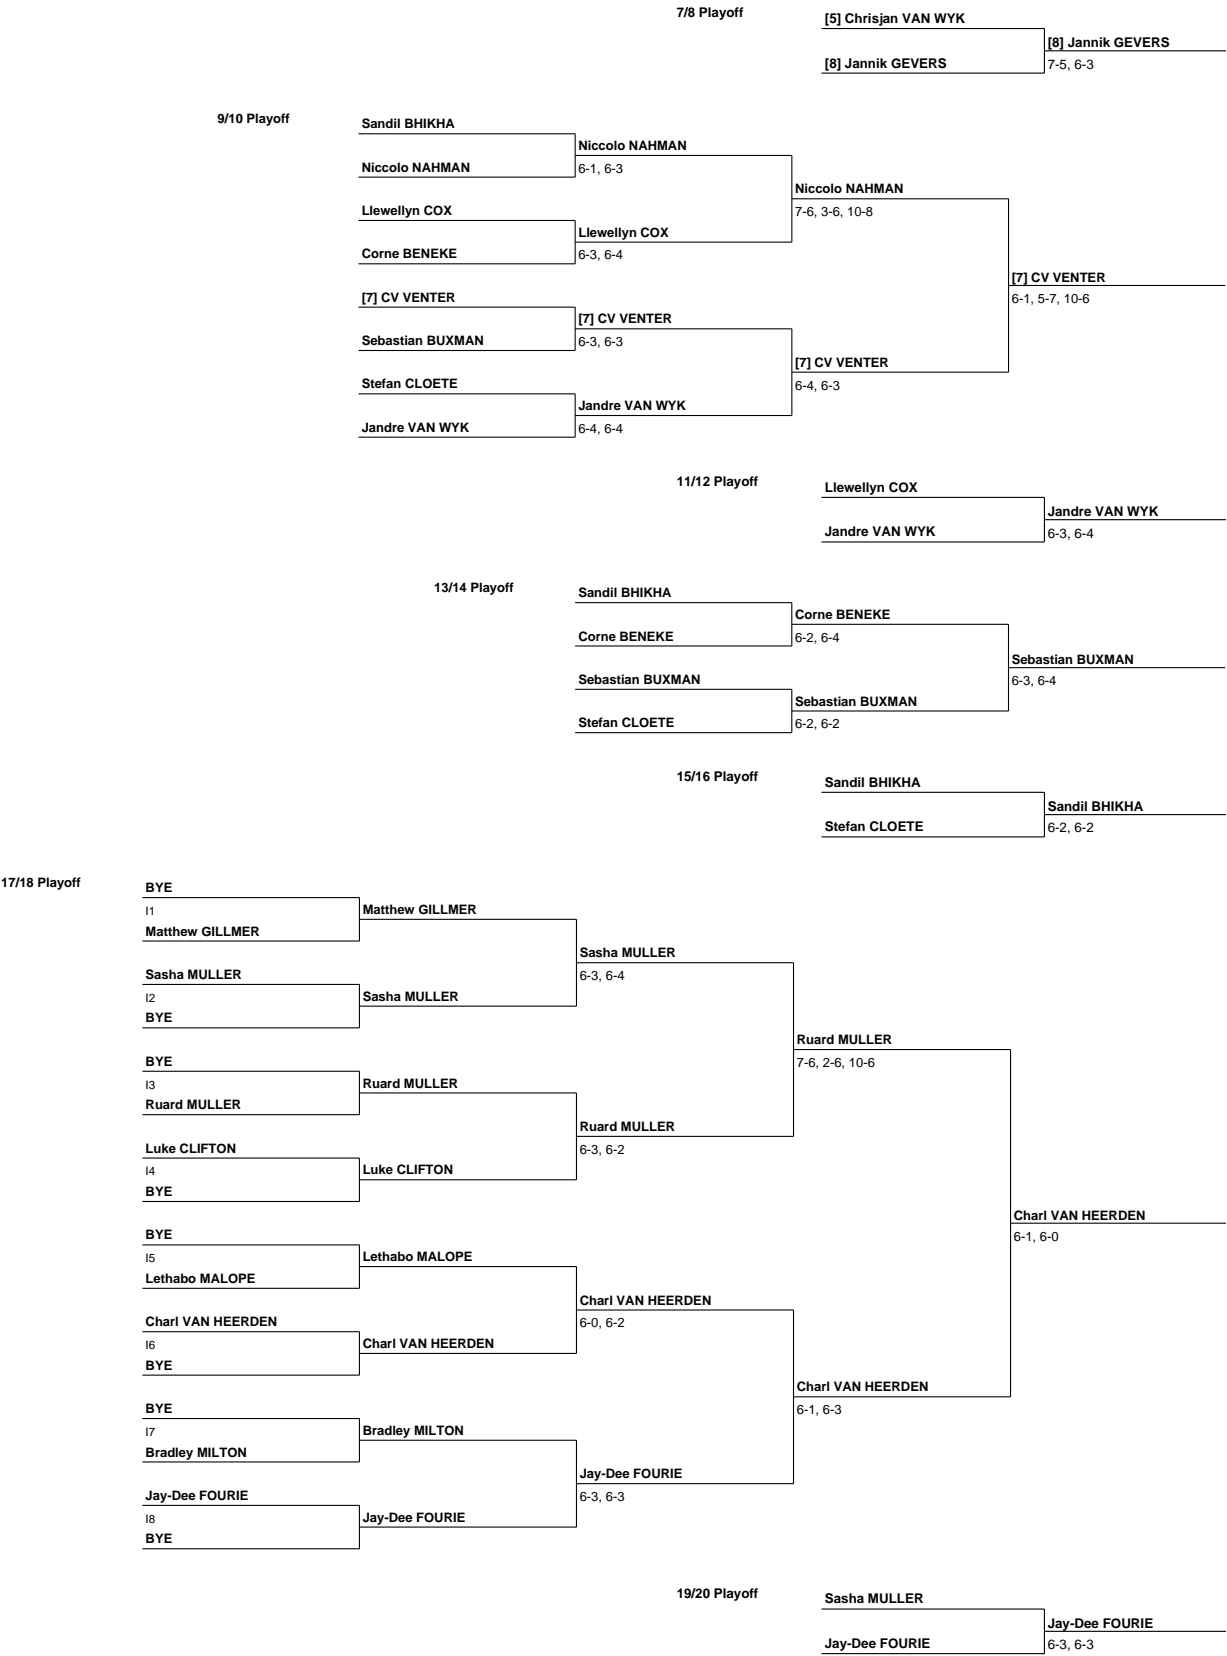 7/8 Playoff
[5] Chrisjan VAN WYK
[8] Jannik GEVERS
[8] Jannik GEVERS
7-5, 6-3
9/10 Playoff
Sandil BHIKHA
Niccolo NAHMAN
Niccolo NAHMAN
6-1, 6-3
Niccolo NAHMAN
7-6, 3-6, 10-8
Llewellyn COX
Llewellyn COX
Corne BENEKE
6-3, 6-4
[7] CV VENTER
6-1, 5-7, 10-6
[7] CV VENTER
[7] CV VENTER
Sebastian BUXMAN
6-3, 6-3
[7] CV VENTER
6-4, 6-3
Stefan CLOETE
Jandre VAN WYK
Jandre VAN WYK
6-4, 6-4
11/12 Playoff
Llewellyn COX
Jandre VAN WYK
Jandre VAN WYK
6-3, 6-4
13/14 Playoff
Sandil BHIKHA
Corne BENEKE
Corne BENEKE
6-2, 6-4
Sebastian BUXMAN
6-3, 6-4
Sebastian BUXMAN
Sebastian BUXMAN
Stefan CLOETE
6-2, 6-2
15/16 Playoff
Sandil BHIKHA
Sandil BHIKHA
Stefan CLOETE
6-2, 6-2
17/18 Playoff
BYE
I1
Matthew GILLMER
Matthew GILLMER
Sasha MULLER
6-3, 6-4
Sasha MULLER
I2
Sasha MULLER
BYE
Ruard MULLER
7-6, 2-6, 10-6
BYE
I3
Ruard MULLER
Ruard MULLER
Ruard MULLER
6-3, 6-2
Luke CLIFTON
I4
Luke CLIFTON
BYE
Charl VAN HEERDEN
6-1, 6-0
BYE
I5
Lethabo MALOPE
Lethabo MALOPE
Charl VAN HEERDEN
6-0, 6-2
Charl VAN HEERDEN
I6
Charl VAN HEERDEN
BYE
Charl VAN HEERDEN
6-1, 6-3
BYE
I7
Bradley MILTON
Bradley MILTON
Jay-Dee FOURIE
6-3, 6-3
Jay-Dee FOURIE
I8
Jay-Dee FOURIE
BYE
19/20 Playoff
Sasha MULLER
Jay-Dee FOURIE
Jay-Dee FOURIE
6-3, 6-3